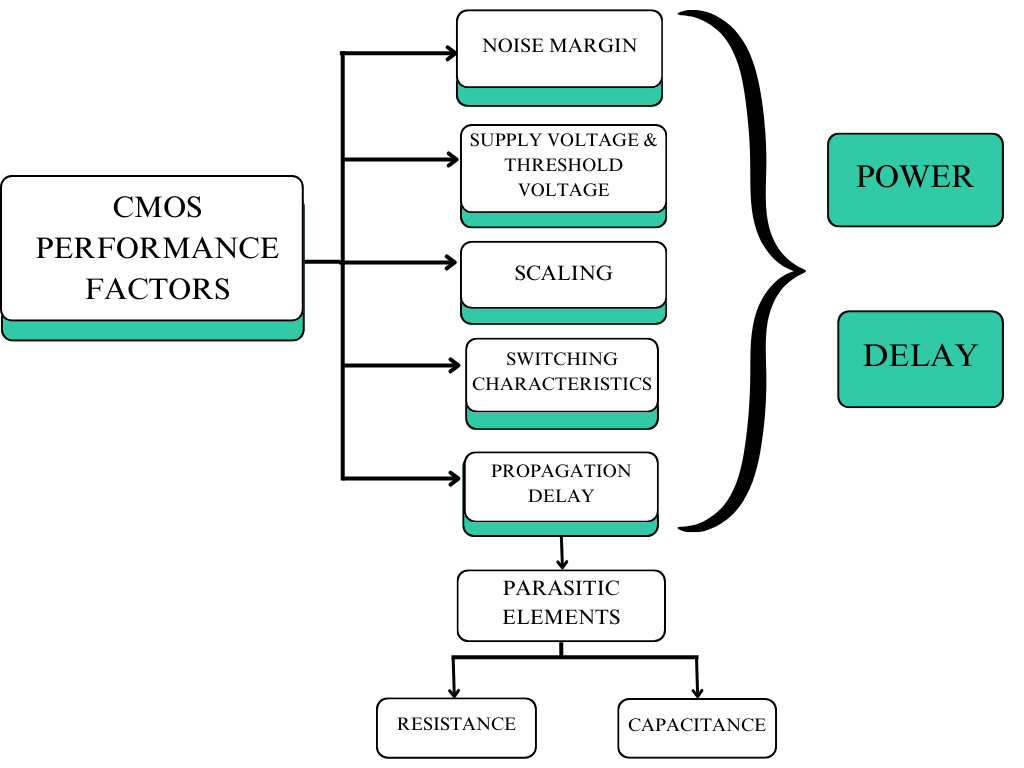 CMOS
PERFORMANCE
FACTORS
NOISE MARGIN
SUPPLY VOLTAGE &
THRESHOLD
VOLTAGE
SCALING
SWITCHING
CHARACTERISTICS
PROPAGATION
DELAY
PARASITIC
ELEMENTS
RESISTANCE
CAPACITANCE
POWER
DELAY